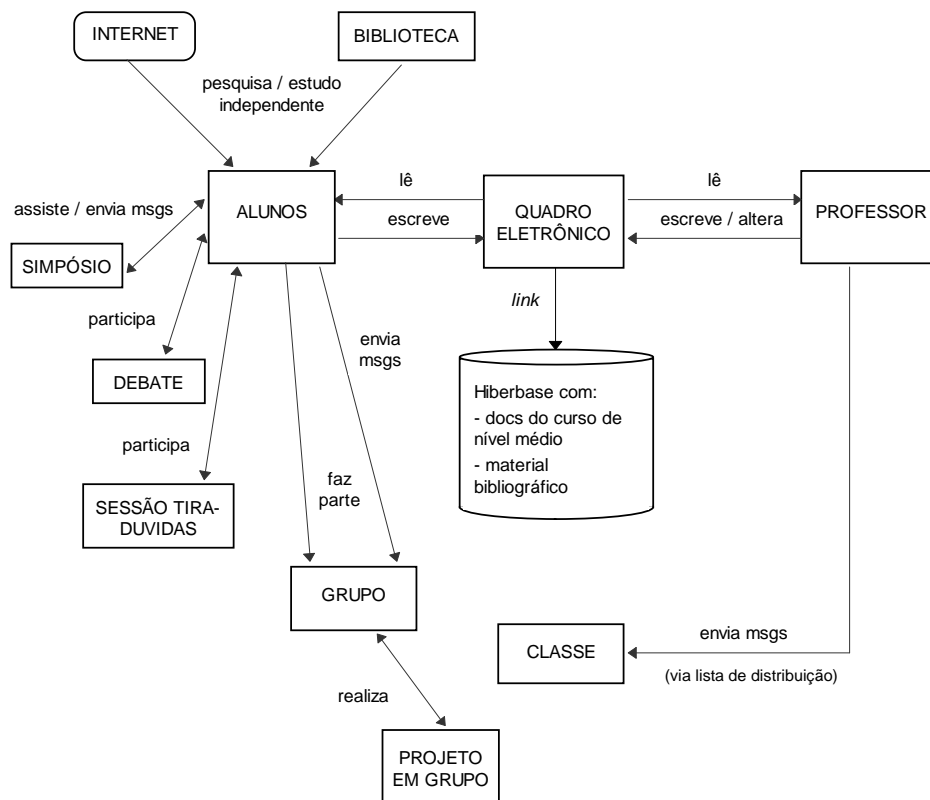 INTERNET
BIBLIOTECA
pesquisa / estudo
independente
assiste / envia msgs
ALUNOS
lê
escreve
QUADRO
ELETRÔNICO
lê
escreve / altera
PROFESSOR
SIMPÓSIO
link
participa
envia
msgs
DEBATE
Hiberbase com:
- docs do curso de
nível médio
- material
bibliográfico
participa
faz
parte
SESSÃO TIRA-
DUVIDAS
GRUPO
CLASSE
envia msgs
(via lista de distribuição)
realiza
PROJETO
EM GRUPO